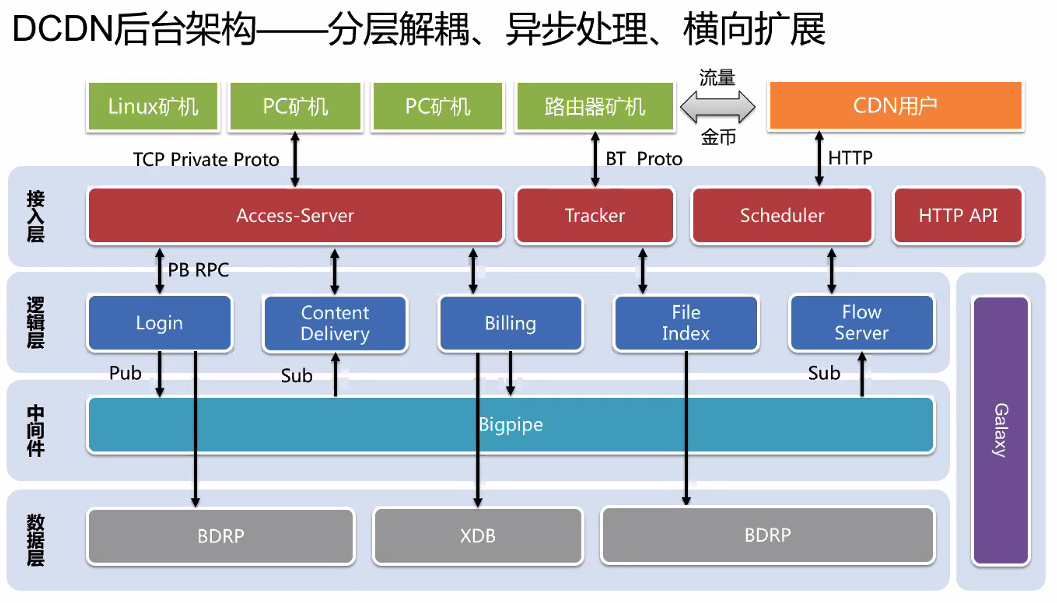 DCDN后台架构——分层解耦、异步处理、横向扩展
Linux矿机
PC矿机
PC矿机
路由器矿机
流量
金币
CDN用户
TCP Private Proto
BT Proto
HTTP
接入层
Access-Server
Tracker
Scheduler
HTTP API
PB RPC
逻辑层
Login
Content
Delivery
Billing
File
Index
Flow
Server
Pub
Sub
Sub
中间件
Bigpipe
Galaxy
数据层
BDRP
XDB
BDRP